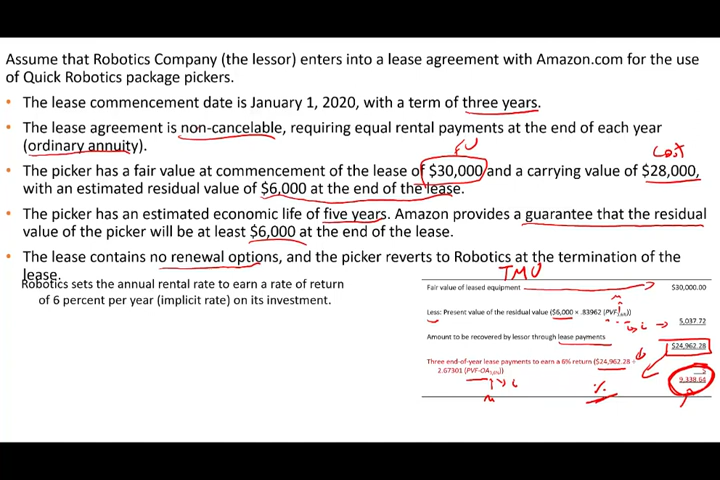 Assume that Robotics Company (the lessor) enters into a lease agreement with Amazon.com for the use
of Quick Robotics package pickers.
• The lease commencement date is January 1, 2020, with a term of three years.
• The lease agreement is non-cancelable, requiring equal rental payments at the end of each year
(ordinary annuity).
FV
Cost
• The picker has a fair value at commencement of the lease of $30,000 and a carrying value of $28,000,
with an estimated residual value of $6,000 at the end of the lease.
• The picker has an estimated economic life of five years. Amazon provides a guarantee that the residual
value of the picker will be at least $6,000 at the end of the lease.
• The lease contains no renewal options, and the picker reverts to Robotics at the termination of the
lease.
Robotics sets the annual rental rate to earn a rate of return
of 6 percent per year (implicit rate) on its investment.
Fair value of leased equipment $30,000.00
Less: Present value of the residual value ($6,000 × .83962 (PVF
5,037.72
Amount to be recovered by lessor through lease payments
$24,962.28
Three end-of-year lease payments to earn a 6% return ($24,962.28 ÷
2.67301 (PVF-OA3,6%))
9,338.64
n
i